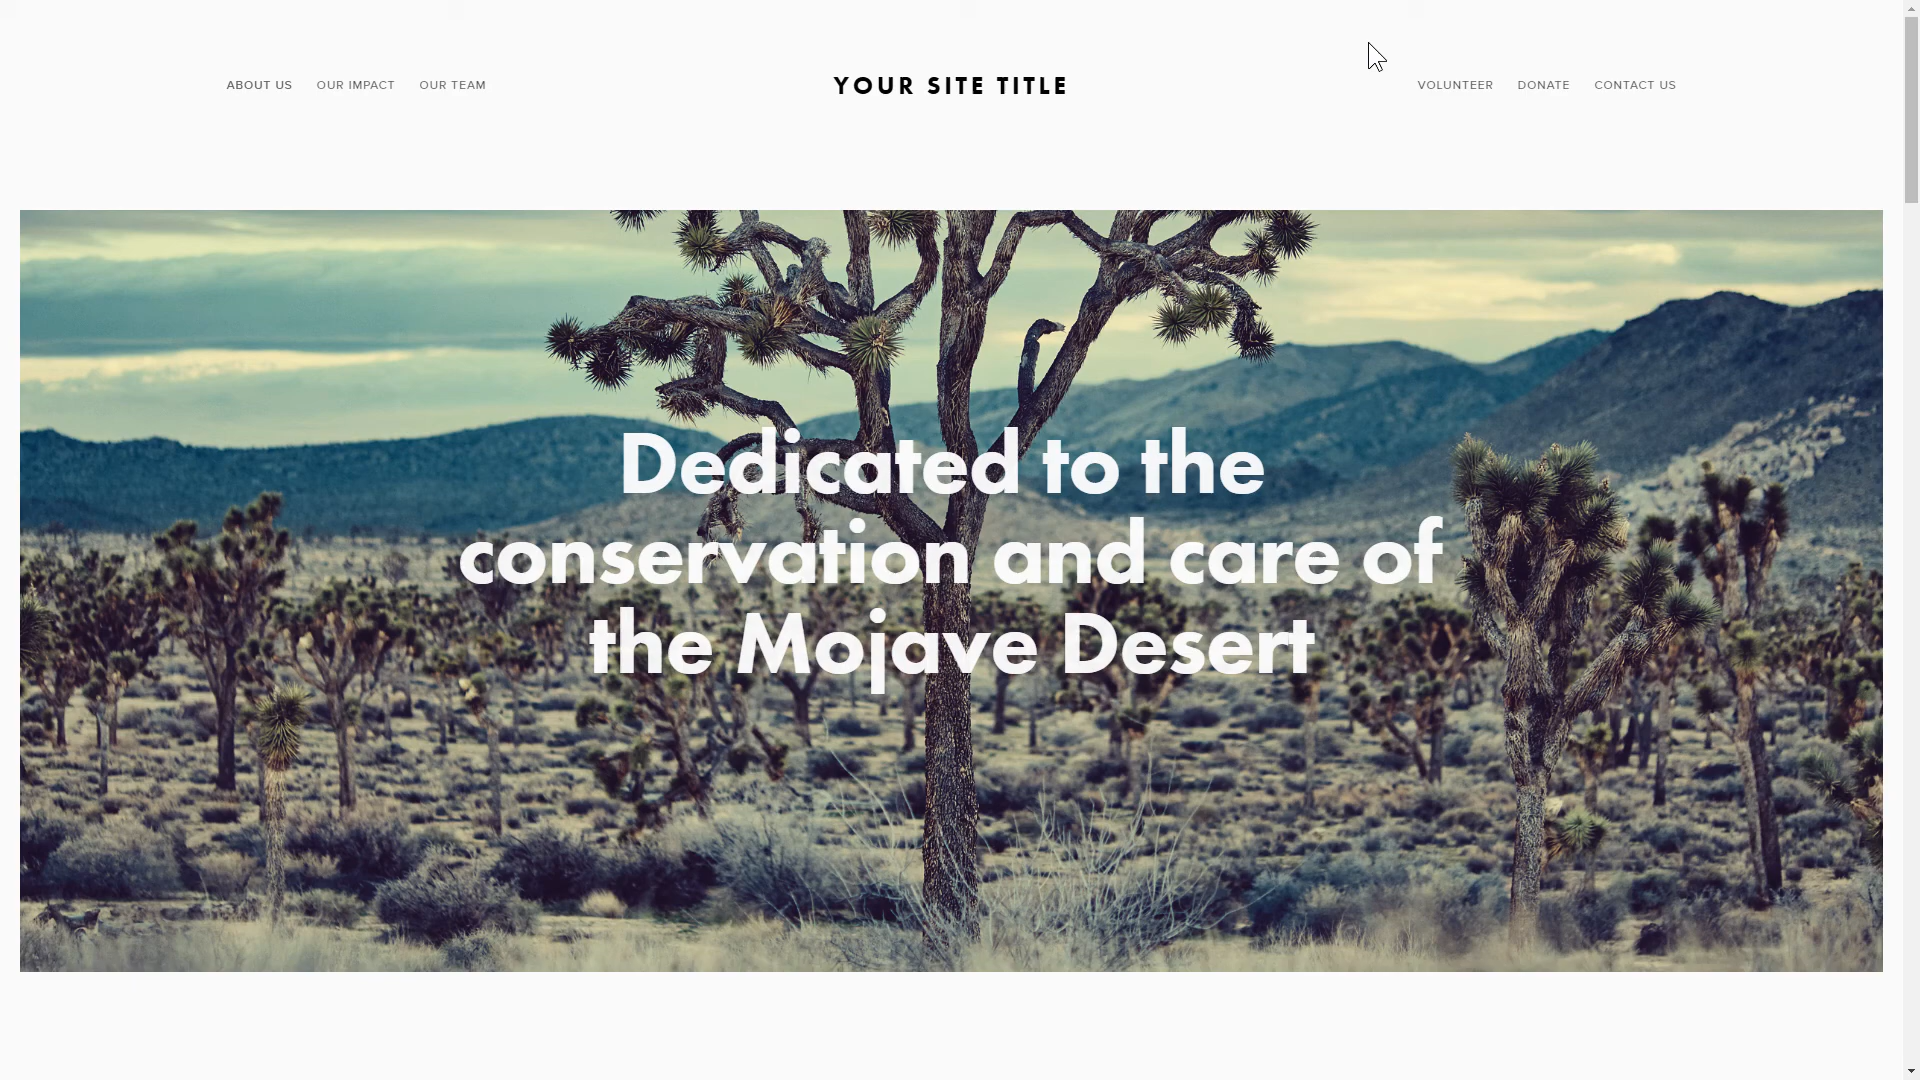 ABOUT US OUR IMPACT OUR TEAM YOUR SITE TITLE VOLUNTEER DONATE CONTACT US
Dedicated to the
conservation and care of
the Mojave Desert